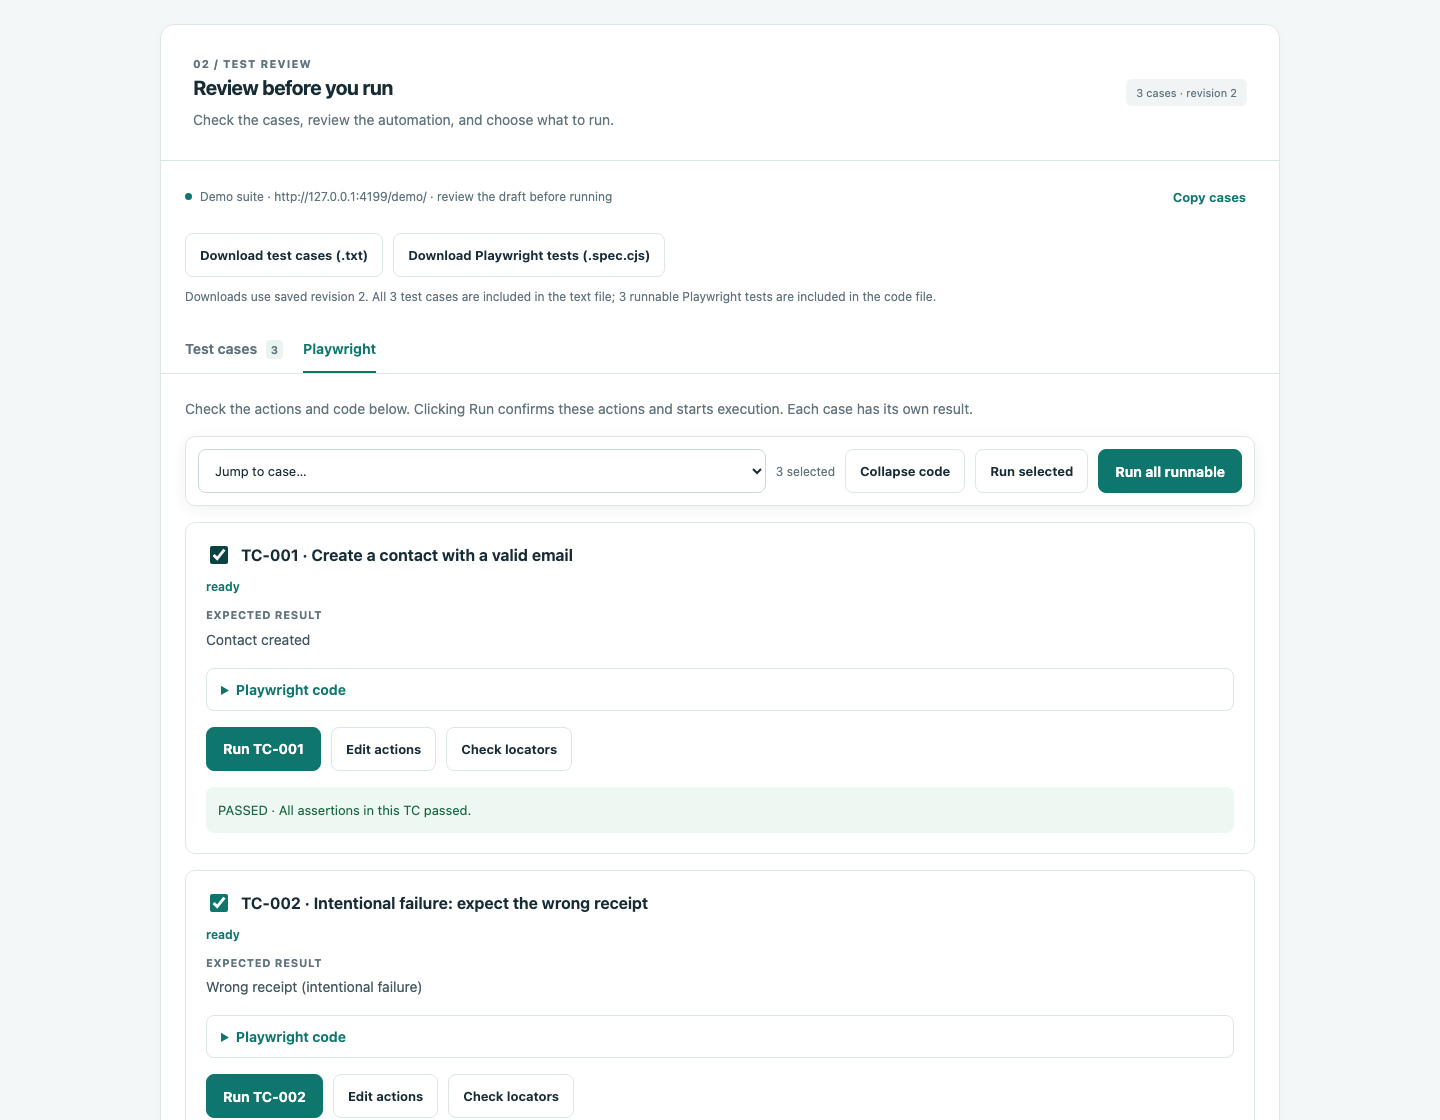 02 / TEST REVIEW
Review before you run
3 cases · revision 2
Check the cases, review the automation, and choose what to run.
Demo suite · http://127.0.0.1:4199/demo/ · review the draft before running
Copy cases
Download test cases (.txt)
Download Playwright tests (.spec.cjs)
Downloads use saved revision 2. All 3 test cases are included in the text file; 3 runnable Playwright tests are included in the code file.
Test cases 3
Playwright
Check the actions and code below. Clicking Run confirms these actions and starts execution. Each case has its own result.
Jump to case...
3 selected
Collapse code
Run selected
Run all runnable
TC-001 · Create a contact with a valid email
ready
EXPECTED RESULT
Contact created
Playwright code
Run TC-001
Edit actions
Check locators
PASSED · All assertions in this TC passed.
TC-002 · Intentional failure: expect the wrong receipt
ready
EXPECTED RESULT
Wrong receipt (intentional failure)
Playwright code
Run TC-002
Edit actions
Check locators